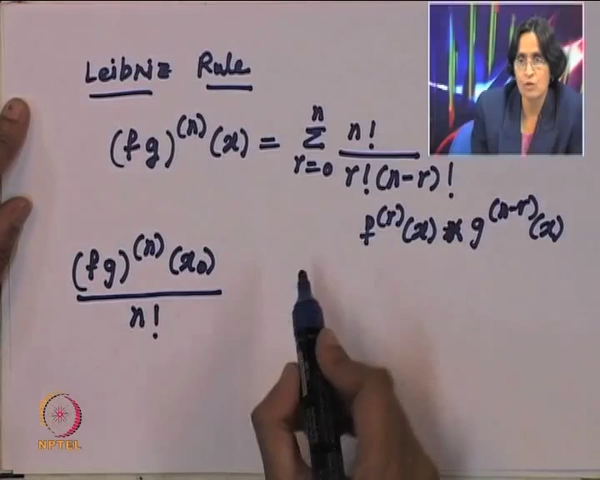 Leibniz Rule
(fg)^(n)(x) = Σ_{r=0}^{n} n! / r!(n-r)!
f^(r)(x) * g^(n-r)(x)
(fg)^(n)(x₀) / n!
NPTEL